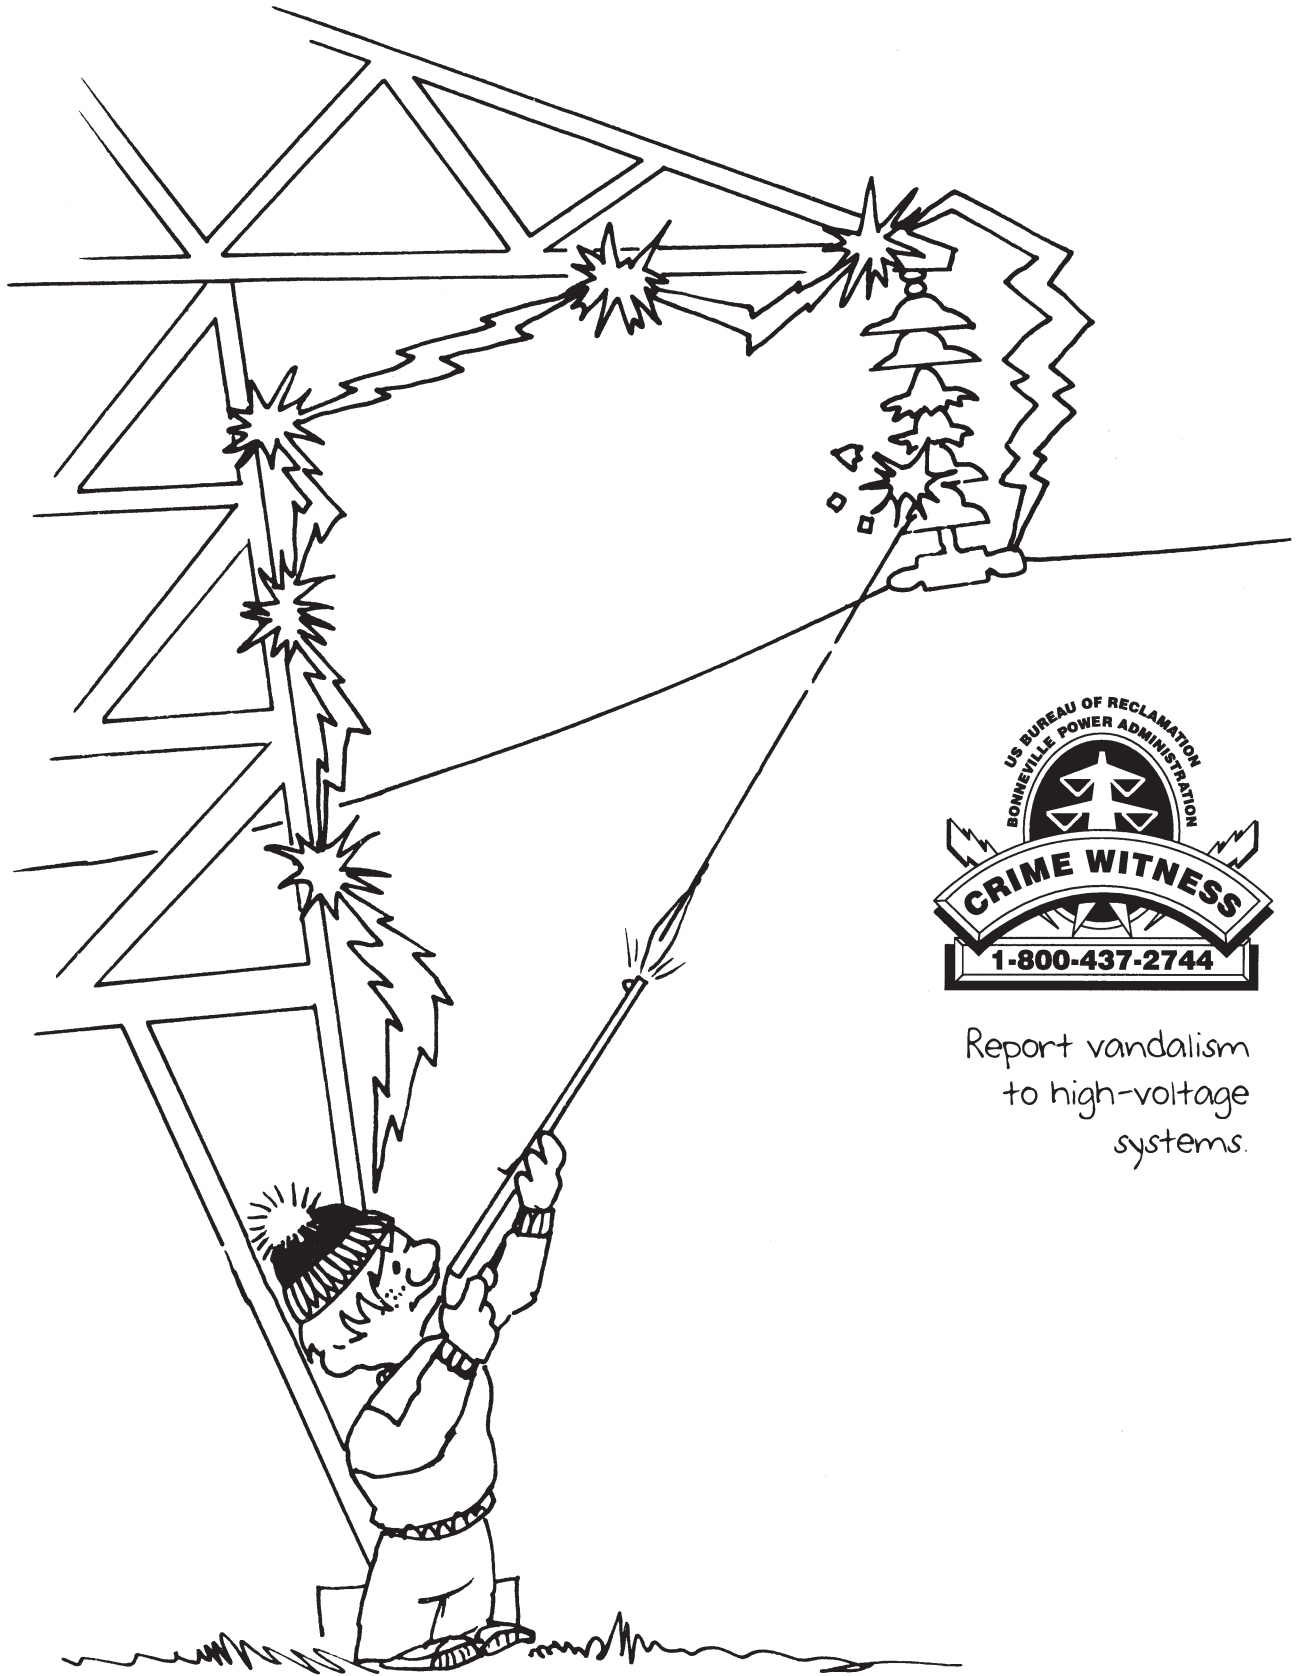 US BUREAU OF RECLAMATION
BONNEVILLE POWER ADMINISTRATION
CRIME WITNESS
1-800-437-2744
Report vandalism
to high-voltage
systems.